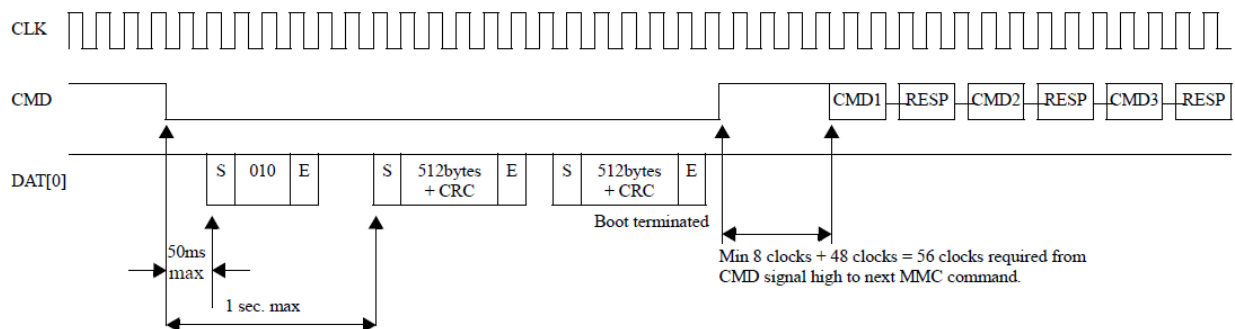 CLK
CMD
CMD1 RESP CMD2 RESP CMD3 RESP
DAT[0]
S 010 E S 512bytes + CRC E S 512bytes + CRC E
Boot terminated
50ms
max
1 sec. max
Min 8 clocks + 48 clocks = 56 clocks required from
CMD signal high to next MMC command.